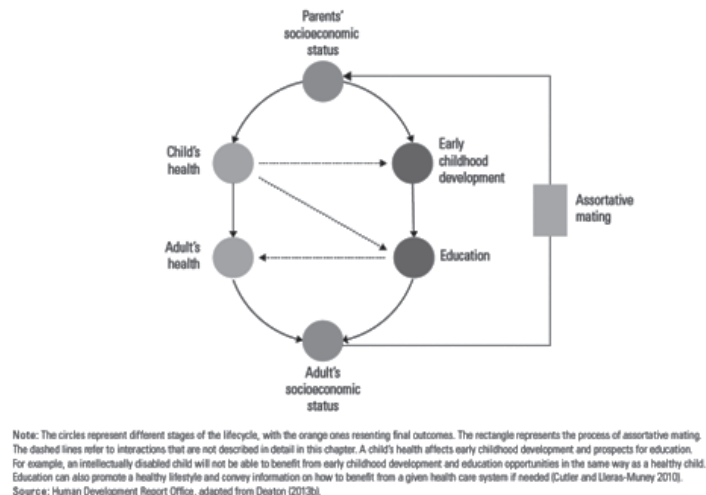 Parents'
socioeconomic
status
Child's
health
Early
childhood
development
Assortative
mating
Adult's
health
Education
Adult's
socioeconomic
status
Note: The circles represent different stages of the lifecycle, with the orange ones resenting final outcomes. The rectangle represents the process of assortative mating.
The dashed lines refer to interactions that are not described in detail in this chapter. A child's health affects early childhood development and prospects for education.
For example, an intellectually disabled child will not be able to benefit from early childhood development and education opportunities in the same way as a healthy child.
Education can also promote a healthy lifestyle and convey information on how to benefit from a given health care system if needed (Cutler and Lleras-Muney 2010).
Source: Human Development Report Office, adapted from Deaton (2013b).